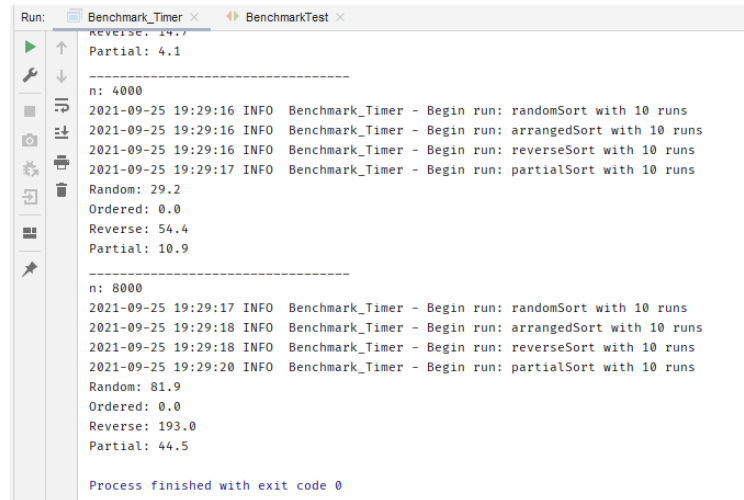 Run: Benchmark_Timer × BenchmarkTest ×
Reverse: 14.7
Partial: 4.1
___________________________________
n: 4000
2021-09-25 19:29:16 INFO  Benchmark_Timer - Begin run: randomSort with 10 runs
2021-09-25 19:29:16 INFO  Benchmark_Timer - Begin run: arrangedSort with 10 runs
2021-09-25 19:29:16 INFO  Benchmark_Timer - Begin run: reverseSort with 10 runs
2021-09-25 19:29:17 INFO  Benchmark_Timer - Begin run: partialSort with 10 runs
Random: 29.2
Ordered: 0.0
Reverse: 54.4
Partial: 10.9
___________________________________
n: 8000
2021-09-25 19:29:17 INFO  Benchmark_Timer - Begin run: randomSort with 10 runs
2021-09-25 19:29:18 INFO  Benchmark_Timer - Begin run: arrangedSort with 10 runs
2021-09-25 19:29:18 INFO  Benchmark_Timer - Begin run: reverseSort with 10 runs
2021-09-25 19:29:20 INFO  Benchmark_Timer - Begin run: partialSort with 10 runs
Random: 81.9
Ordered: 0.0
Reverse: 193.0
Partial: 44.5
Process finished with exit code 0